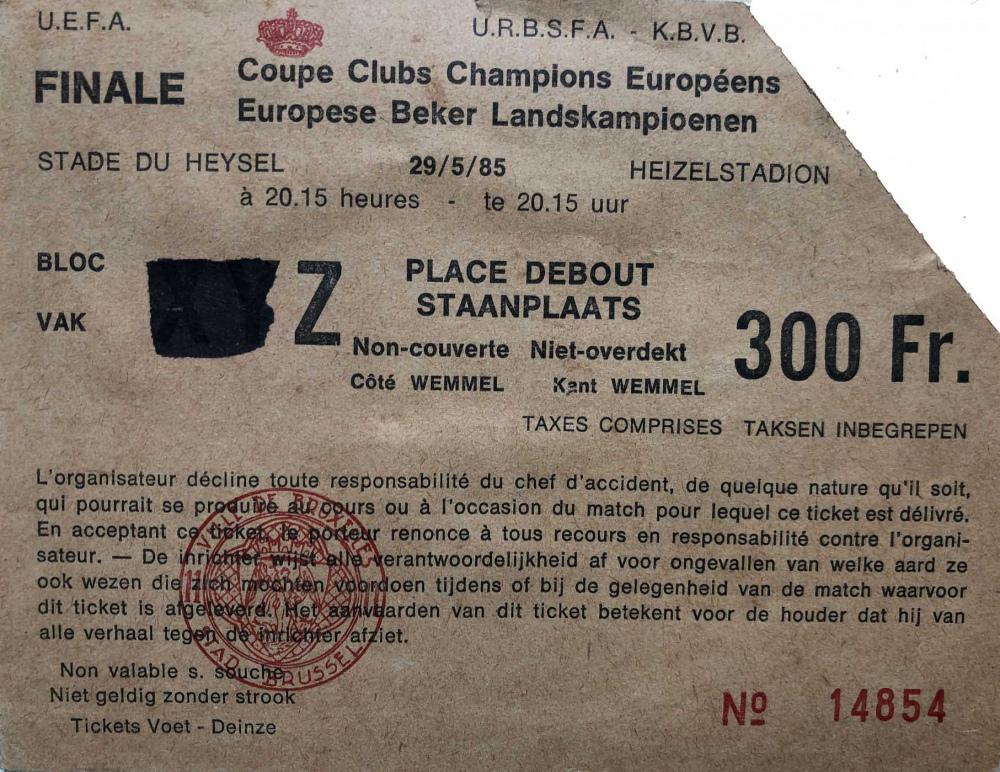 U.E.F.A.
U.R.B.S.F.A. - K.B.V.B.
FINALE
Coupe Clubs Champions Européens
Europese Beker Landskampioenen
STADE DU HEYSEL 29/5/85 HEIZELSTADION
à 20.15 heures - te 20.15 uur
BLOC
VAK
XY Z
PLACE DEBOUT
STAANPLAATS
Non-couverte Niet-overdekt
Côté WEMMEL Kant WEMMEL
300 Fr.
TAXES COMPRISES TAKSEN INBEGREPEN
L'organisateur décline toute responsabilité du chef d'accident, de quelque nature qu'il soit,
qui pourrait se produire au cours ou à l'occasion du match pour lequel ce ticket est délivré.
En acceptant ce ticket, le porteur renonce à tous recours en responsabilité contre l'organi-
sateur. — De inrichter wijst alle verantwoordelijkheid af voor ongevallen van welke aard ze
ook wezen die zich mochten voordoen tijdens of bij de gelegenheid van de match waarvoor
dit ticket is afgeleverd. Het aanvaarden van dit ticket betekent voor de houder dat hij van
alle verhaal tegen de inrichter afziet.
VILLE DE BRUXELLES
STAD BRUSSEL
Non valable s. souche
Niet geldig zonder strook
Tickets Voet - Deinze
Nº 14854